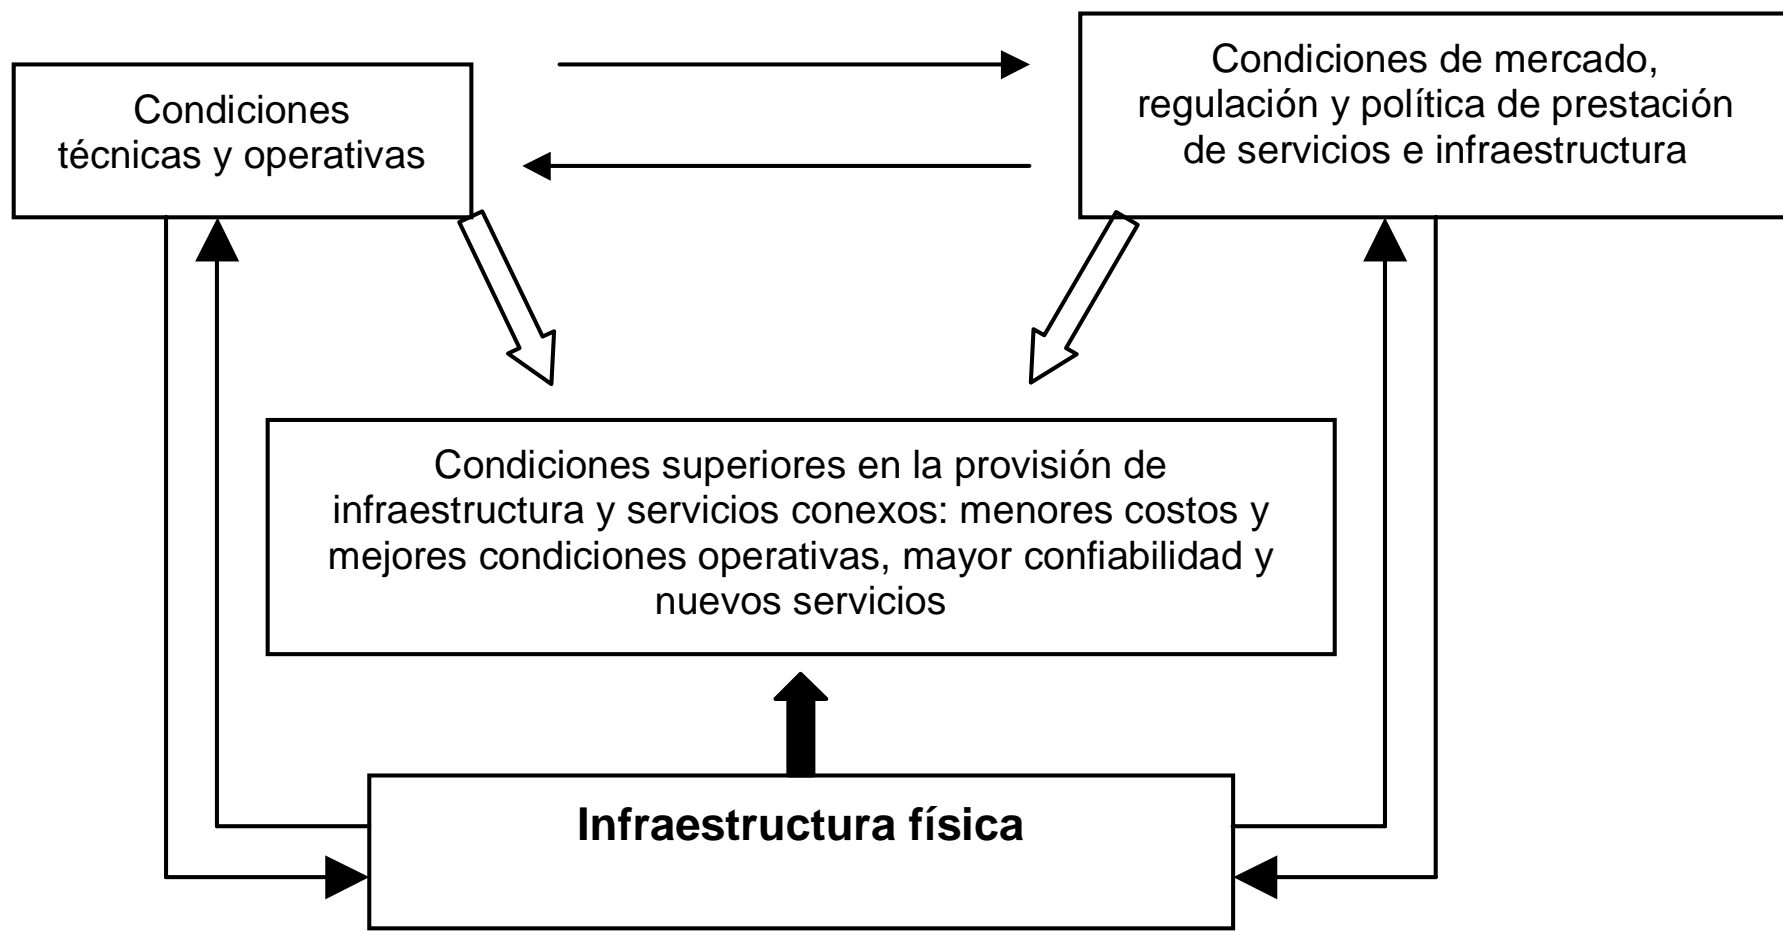 Condiciones
técnicas y operativas
Condiciones de mercado,
regulación y política de prestación
de servicios e infraestructura
Condiciones superiores en la provisión de
infraestructura y servicios conexos: menores costos y
mejores condiciones operativas, mayor confiabilidad y
nuevos servicios
Infraestructura física